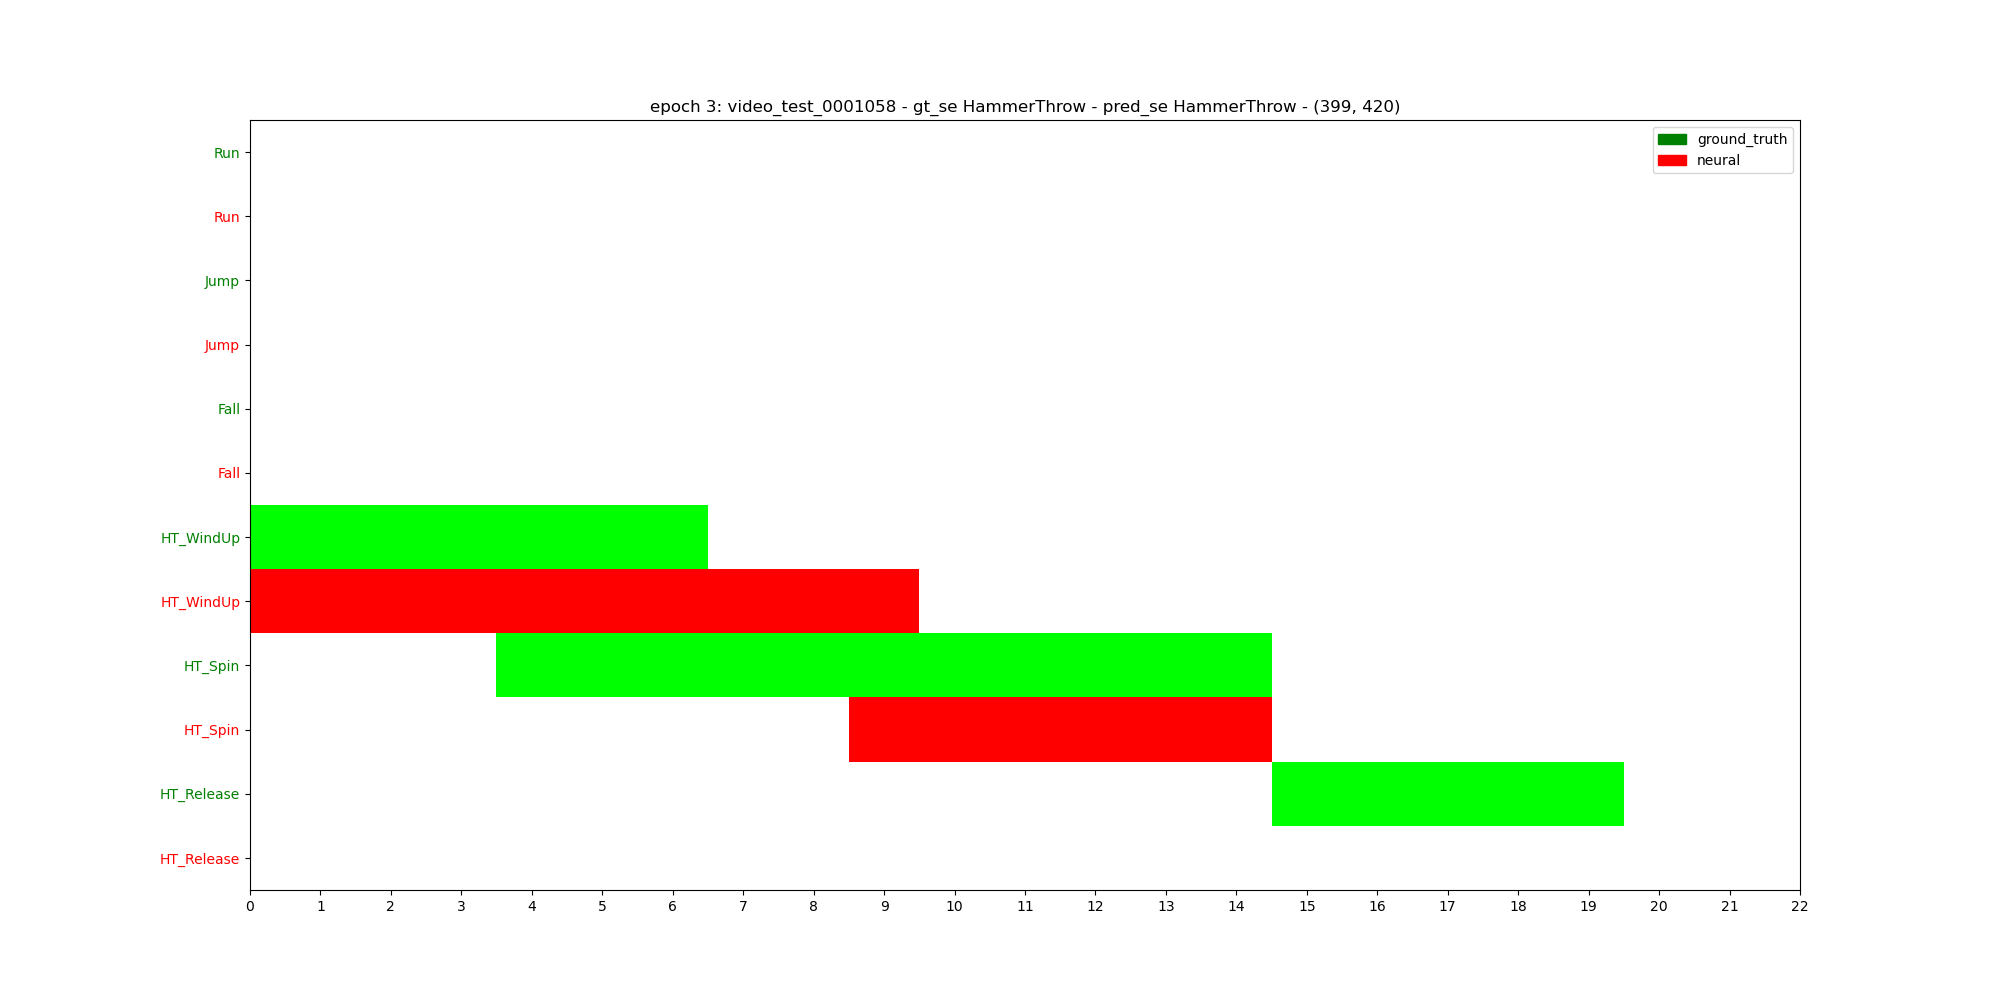 epoch 3: video_test_0001058 - gt_se HammerThrow - pred_se HammerThrow - (399, 420)
ground_truth
neural
Run
Run
Jump
Jump
Fall
Fall
HT_WindUp
HT_WindUp
HT_Spin
HT_Spin
HT_Release
HT_Release
0 1 2 3 4 5 6 7 8 9 10 11 12 13 14 15 16 17 18 19 20 21 22